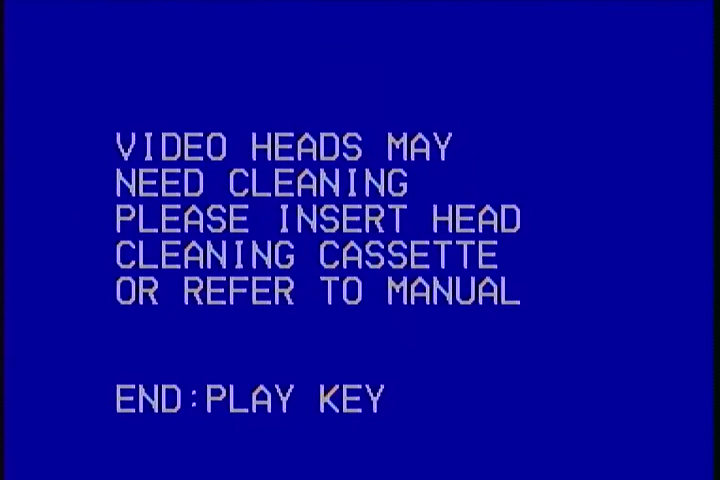 VIDEO HEADS MAY
NEED CLEANING
PLEASE INSERT HEAD
CLEANING CASSETTE
OR REFER TO MANUAL
END:PLAY KEY